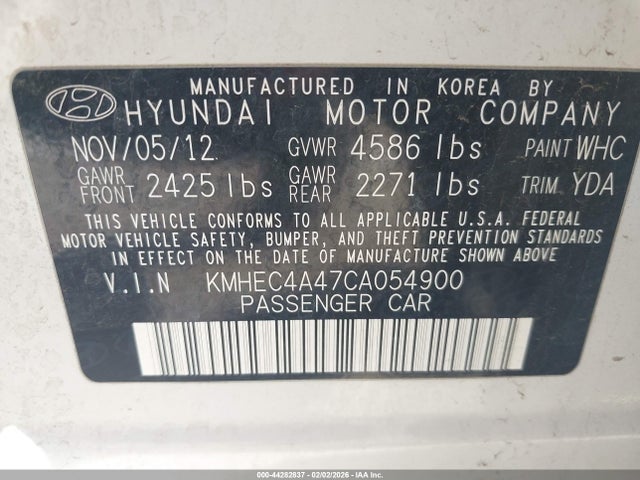 MANUFACTURED IN KOREA BY
HYUNDAI MOTOR COMPANY
NOV/05/12 GVWR 4586 lbs PAINT WHC
GAWR FRONT 2425 lbs GAWR REAR 2271 lbs TRIM YDA
THIS VEHICLE CONFORMS TO ALL APPLICABLE U.S.A. FEDERAL
MOTOR VEHICLE SAFETY, BUMPER, AND THEFT PREVENTION STANDARDS
IN EFFECT ON THE DATE OF MANUFACTURE SHOWN ABOVE
V.I.N KMHEC4A47CA054900
PASSENGER CAR
000-44282637 - 02/02/2026 - IAA Inc.